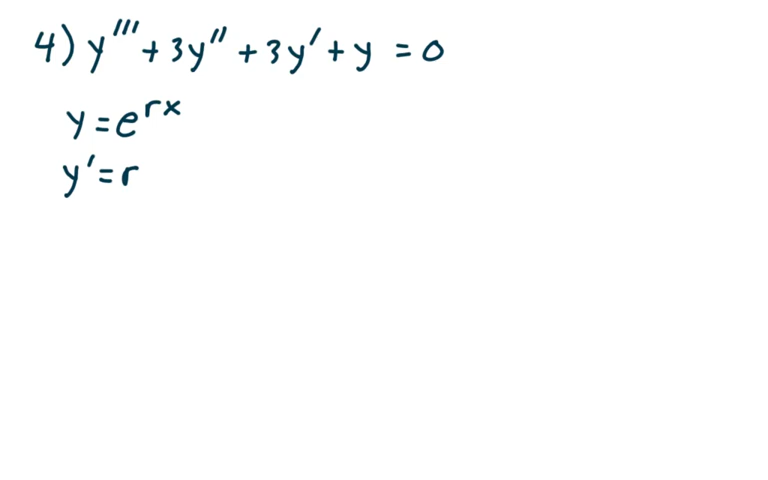 4) y''' + 3y'' + 3y' + y = 0
y = e^{rx}
y' = r